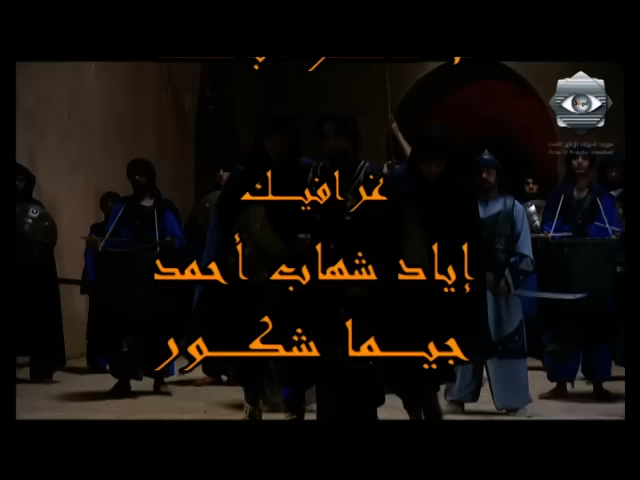 غرافيك
إياد شهاب أحمد
جيما شكور